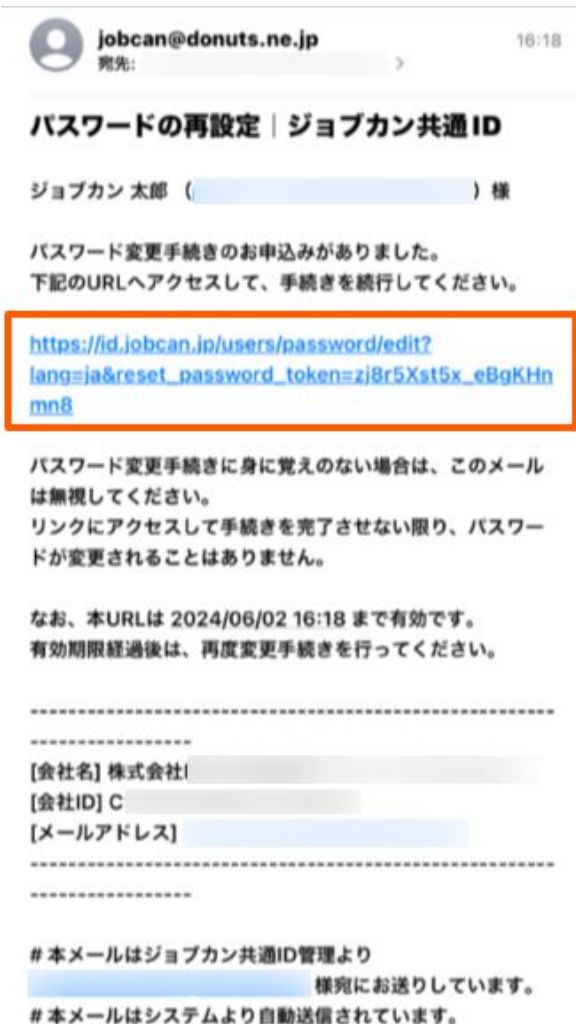 jobcan@donuts.ne.jp
16:18
宛先:
パスワードの再設定｜ジョブカン共通ID
ジョブカン 太郎 （ ）様
パスワード変更手続きのお申込みがありました。
下記のURLへアクセスして、手続きを続行してください。
https://id.jobcan.jp/users/password/edit?
lang=ja&reset_password_token=zj8r5Xst5x_eBgKHn
mn8
パスワード変更手続きに身に覚えのない場合は、このメール
は無視してください。
リンクにアクセスして手続きを完了させない限り、パスワー
ドが変更されることはありません。
なお、本URLは 2024/06/02 16:18 まで有効です。
有効期限経過後は、再度変更手続きを行ってください。
-------------------------------------------------------
-----------------
[会社名] 株式会社
[会社ID] C
[メールアドレス]
-------------------------------------------------------
-----------------
# 本メールはジョブカン共通ID管理より
様宛にお送りしています。
# 本メールはシステムより自動送信されています。